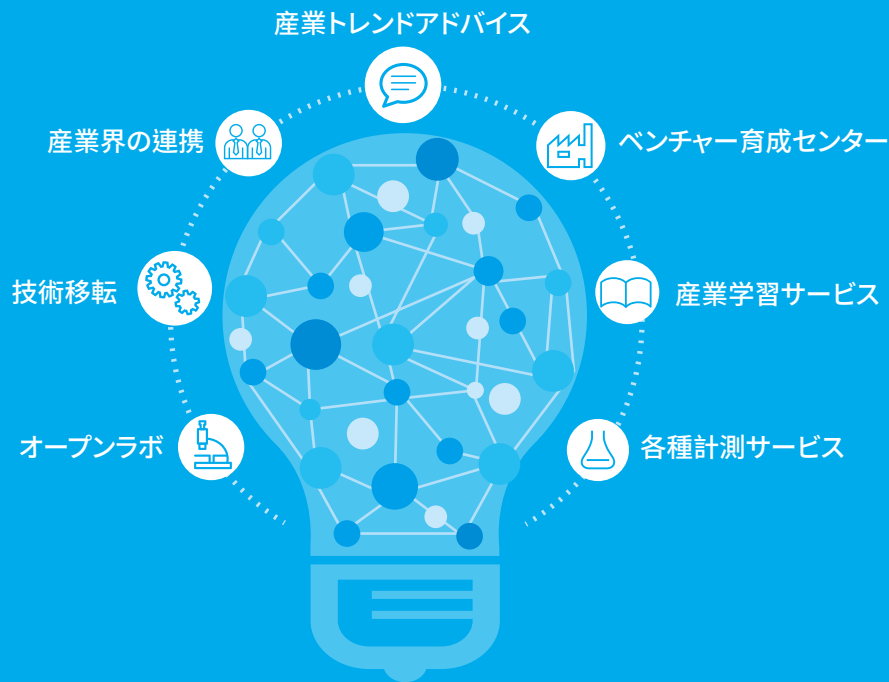 産業トレンドアドバイス
産業界の連携
ベンチャー育成センター
技術移転
産業学習サービス
オープンラボ
各種計測サービス